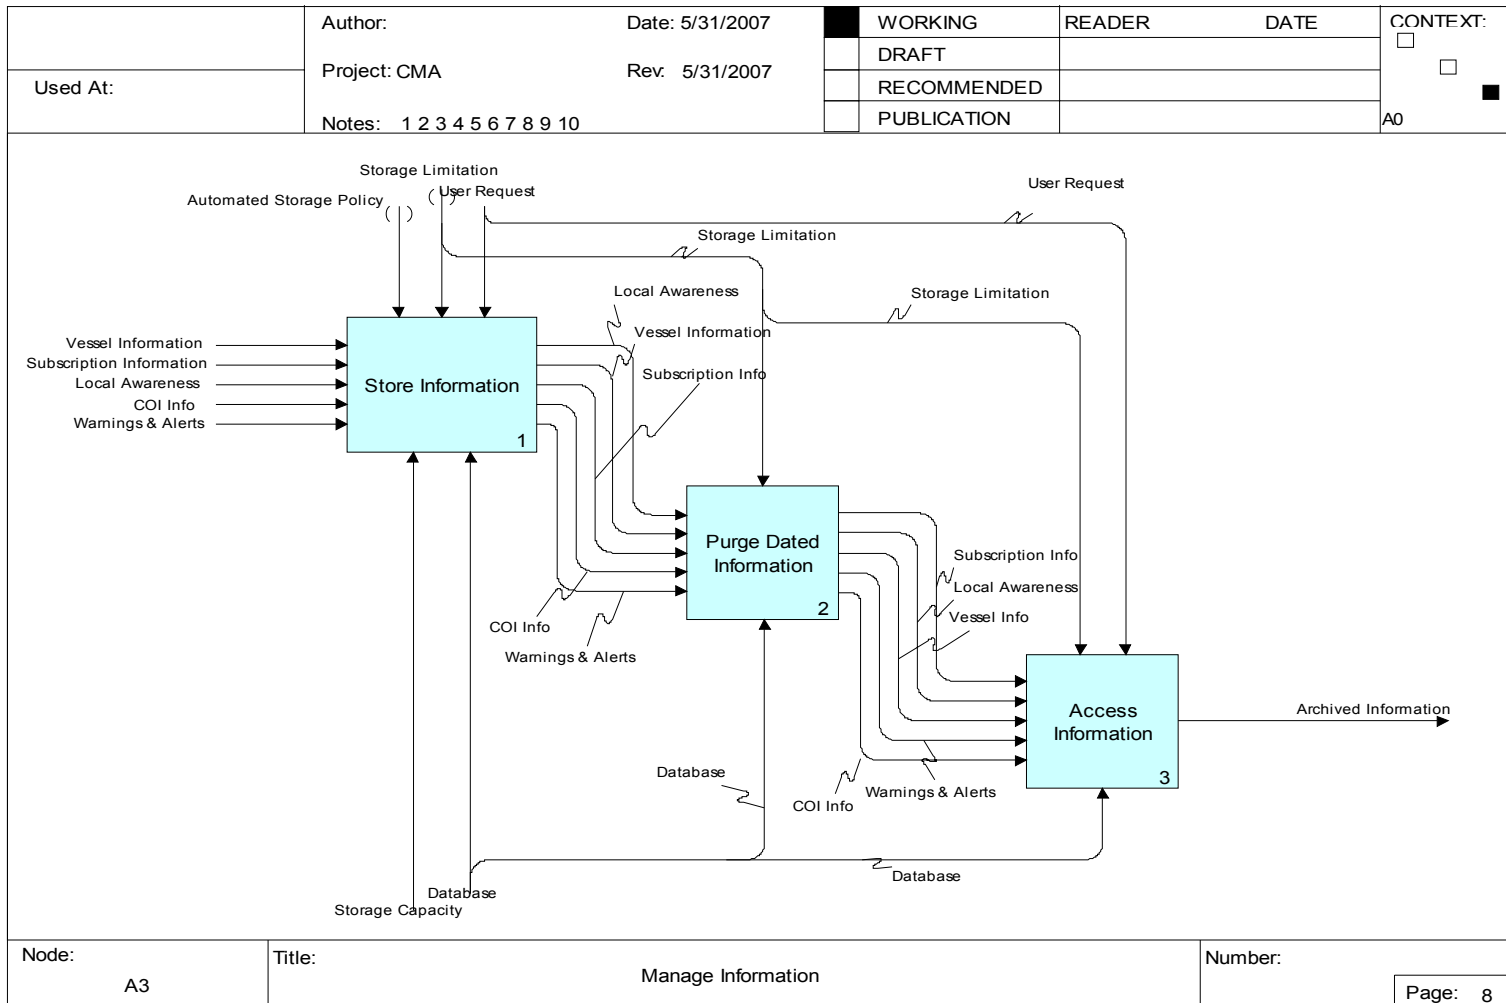 Used At:
Author:
Date: 5/31/2007
Project: CMA
Rev: 5/31/2007
Notes: 1 2 3 4 5 6 7 8 9 10
WORKING
DRAFT
RECOMMENDED
PUBLICATION
READER DATE
CONTEXT:
A0
Storage Limitation
Automated Storage Policy
User Request
User Request
Storage Limitation
Local Awareness
Storage Limitation
Vessel Information
Subscription Info
Vessel Information
Subscription Information
Local Awareness
COI Info
Warnings & Alerts
Store Information
1
Purge Dated
Information
2
COI Info
Warnings & Alerts
Subscription Info
Local Awareness
Vessel Info
Access
Information
3
Archived Information
Database
COI Info
Warnings & Alerts
Database
Database
Storage Capacity
Node:
A3
Title:
Manage Information
Number:
Page: 8